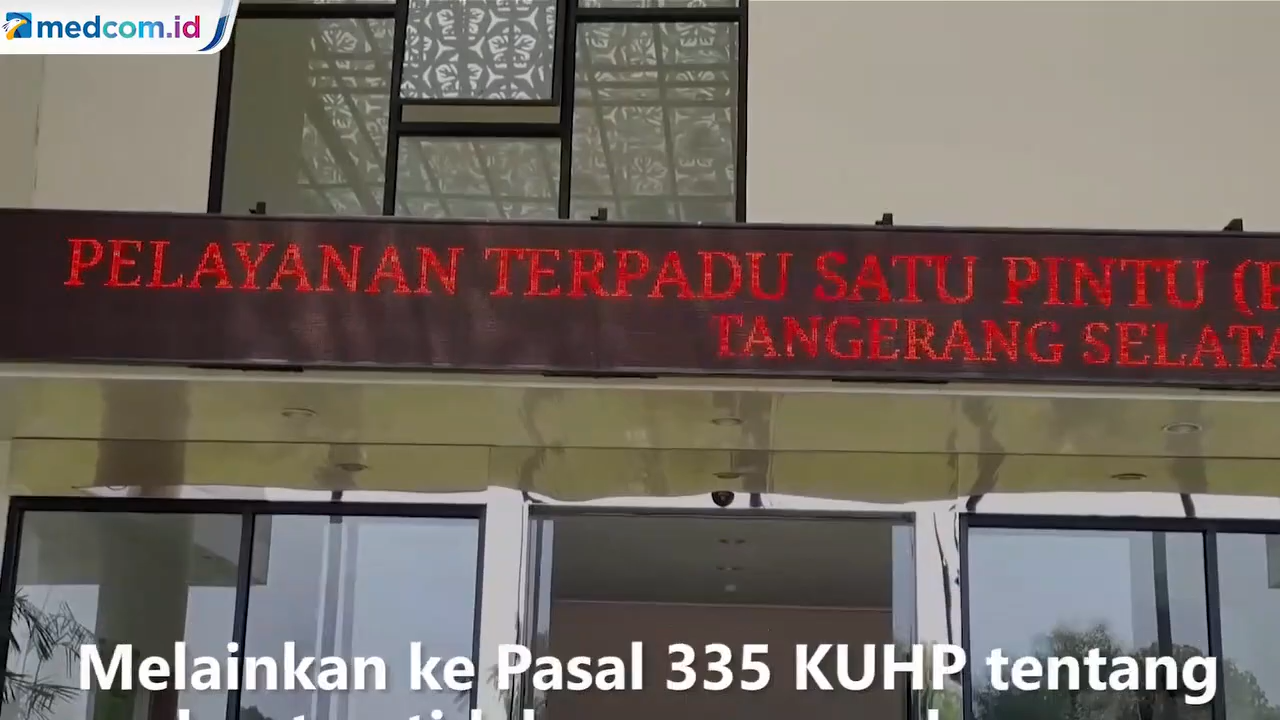 medcom.id
PELAYANAN TERPADU SATU PINTU (
TANGERANG SELATA
Melainkan ke Pasal 335 KUHP tentang